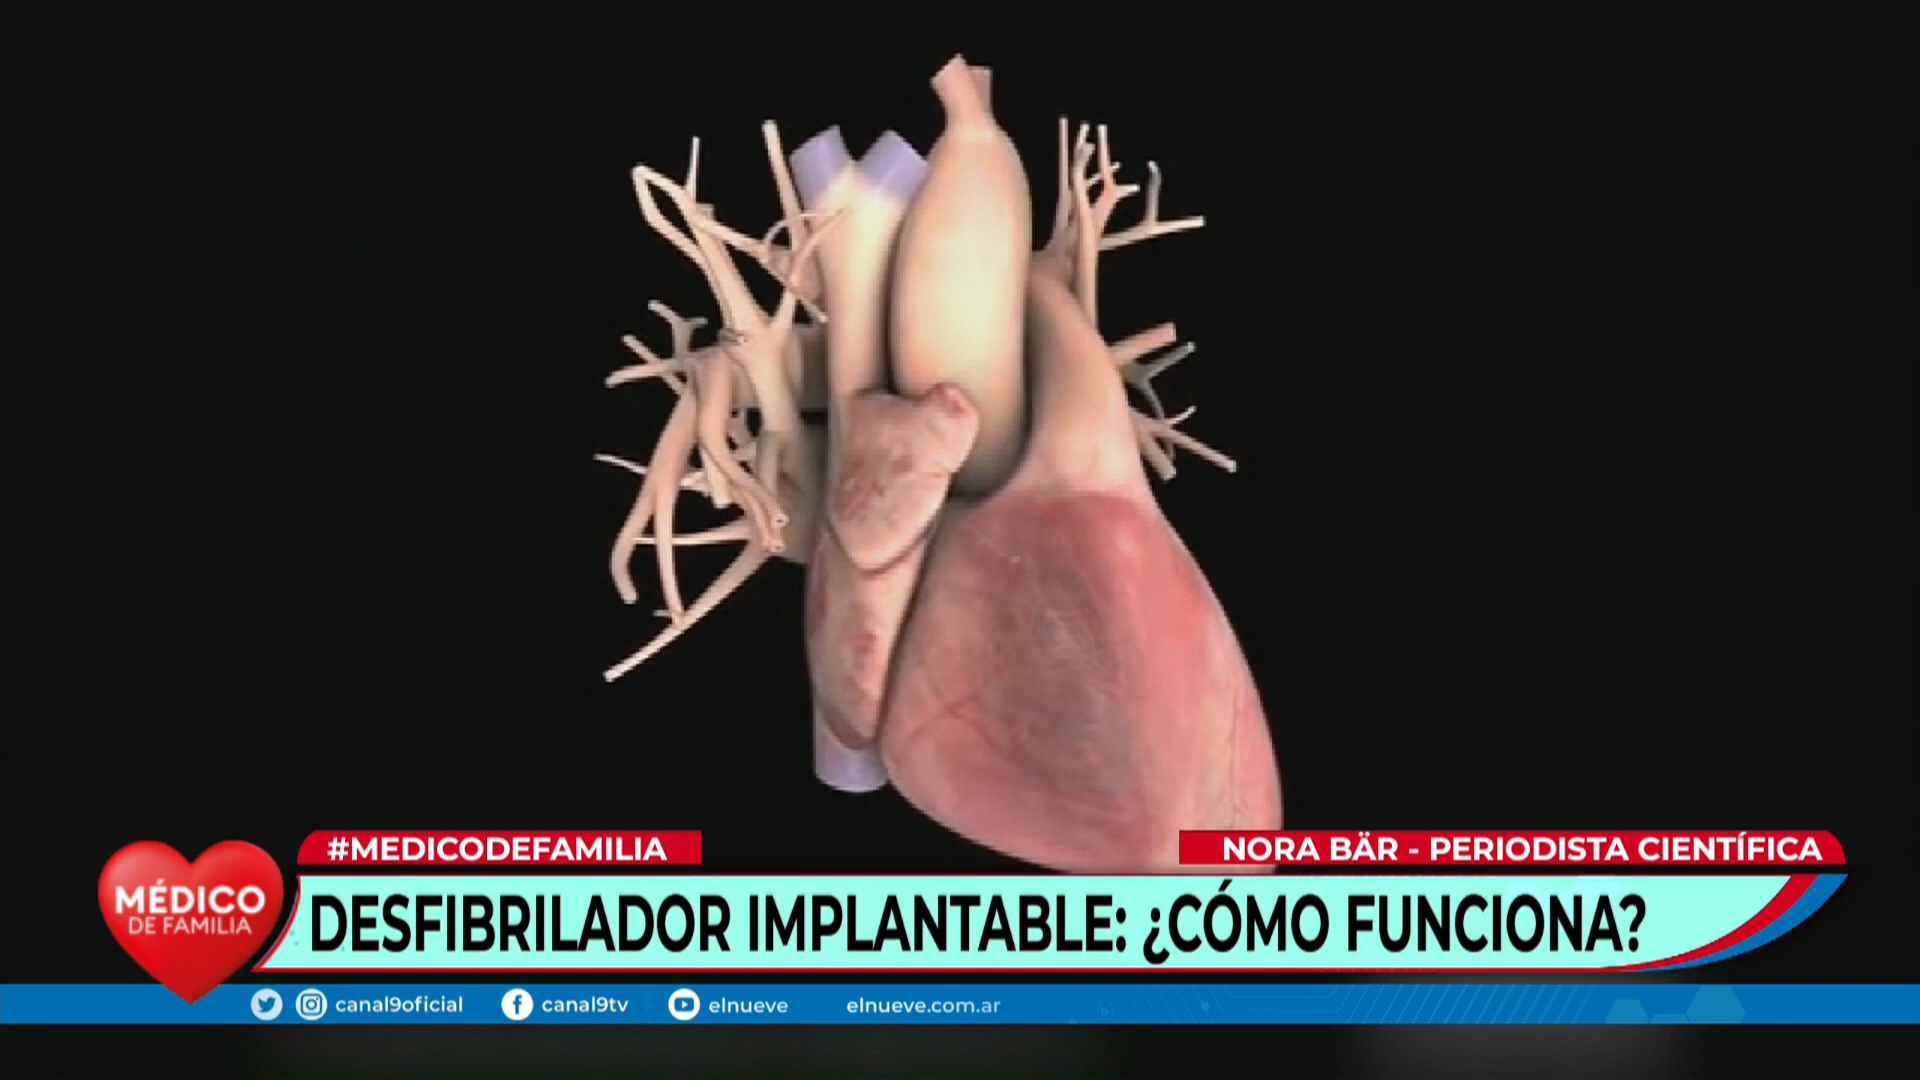 #MEDICODEFAMILIA
NORA BÄR - PERIODISTA CIENTÍFICA
MÉDICO
DE FAMILIA
DESFIBRILADOR IMPLANTABLE: ¿CÓMO FUNCIONA?
canal9oficial canal9tv elnueve elnueve.com.ar